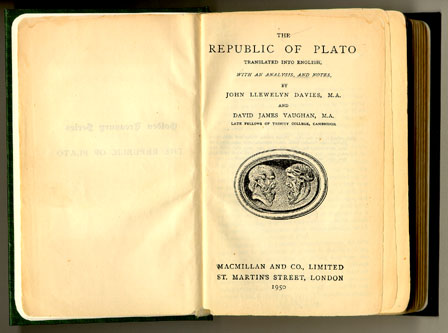 THE
REPUBLIC OF PLATO
TRANSLATED INTO ENGLISH,
WITH AN ANALYSIS, AND NOTES,
BY
JOHN LLEWELYN DAVIES, M.A.
AND
DAVID JAMES VAUGHAN, M.A.
LATE FELLOWS OF TRINITY COLLEGE, CAMBRIDGE.
MACMILLAN AND CO., LIMITED
ST. MARTIN'S STREET, LONDON
1950